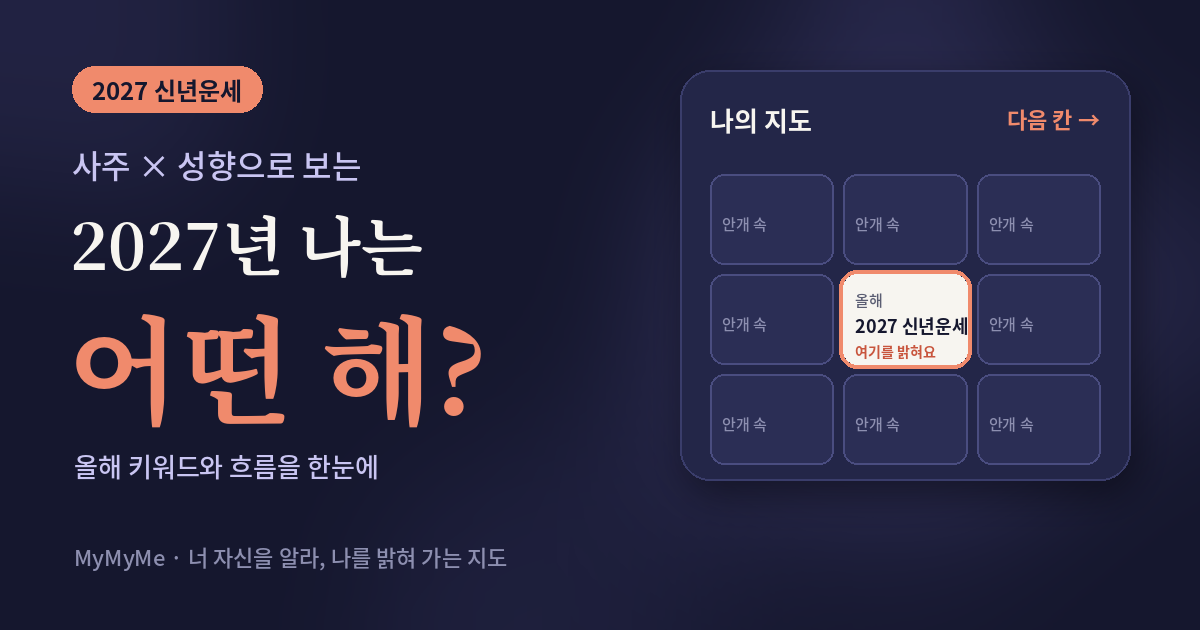 2027 신년운세
사주 × 성향으로 보는
2027년 나는
어떤 해?
올해 키워드와 흐름을 한눈에
MyMyMe · 너 자신을 알라, 나를 밝혀 가는 지도
나의 지도
다음 칸 →
안개 속
안개 속
안개 속
안개 속
올해
2027 신년운세
여기를 밝혀요
안개 속
안개 속
안개 속
안개 속